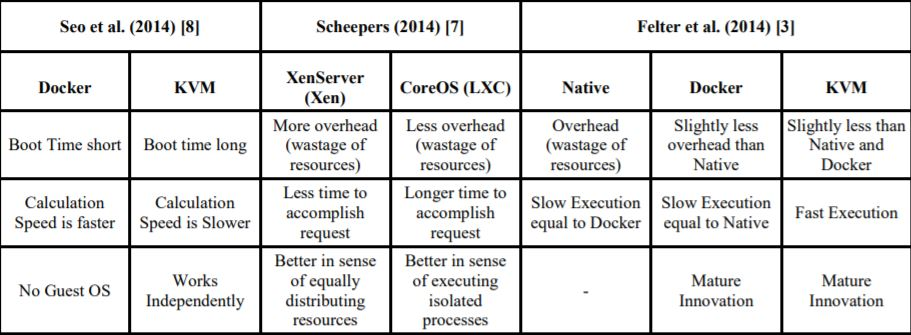 Seo et al. (2014) [8] Scheepers (2014) [7] Felter et al. (2014) [3]
Docker KVM XenServer (Xen) CoreOS (LXC) Native Docker KVM
Boot Time short
Boot time long
More overhead
(wastage of
resources)
Less overhead
(wastage of
resources)
Overhead
(wastage of
resources)
Slightly less
overhead than
Native
Slightly less than
Native and
Docker
Calculation
Speed is faster
Calculation
Speed is Slower
Less time to
accomplish
request
Longer time to
accomplish
request
Slow Execution
equal to Docker
Slow Execution
equal to Native
Fast Execution
No Guest OS
Works
Independently
Better in sense
of equally
distributing
resources
Better in sense
of executing
isolated
processes
-
Mature
Innovation
Mature
Innovation